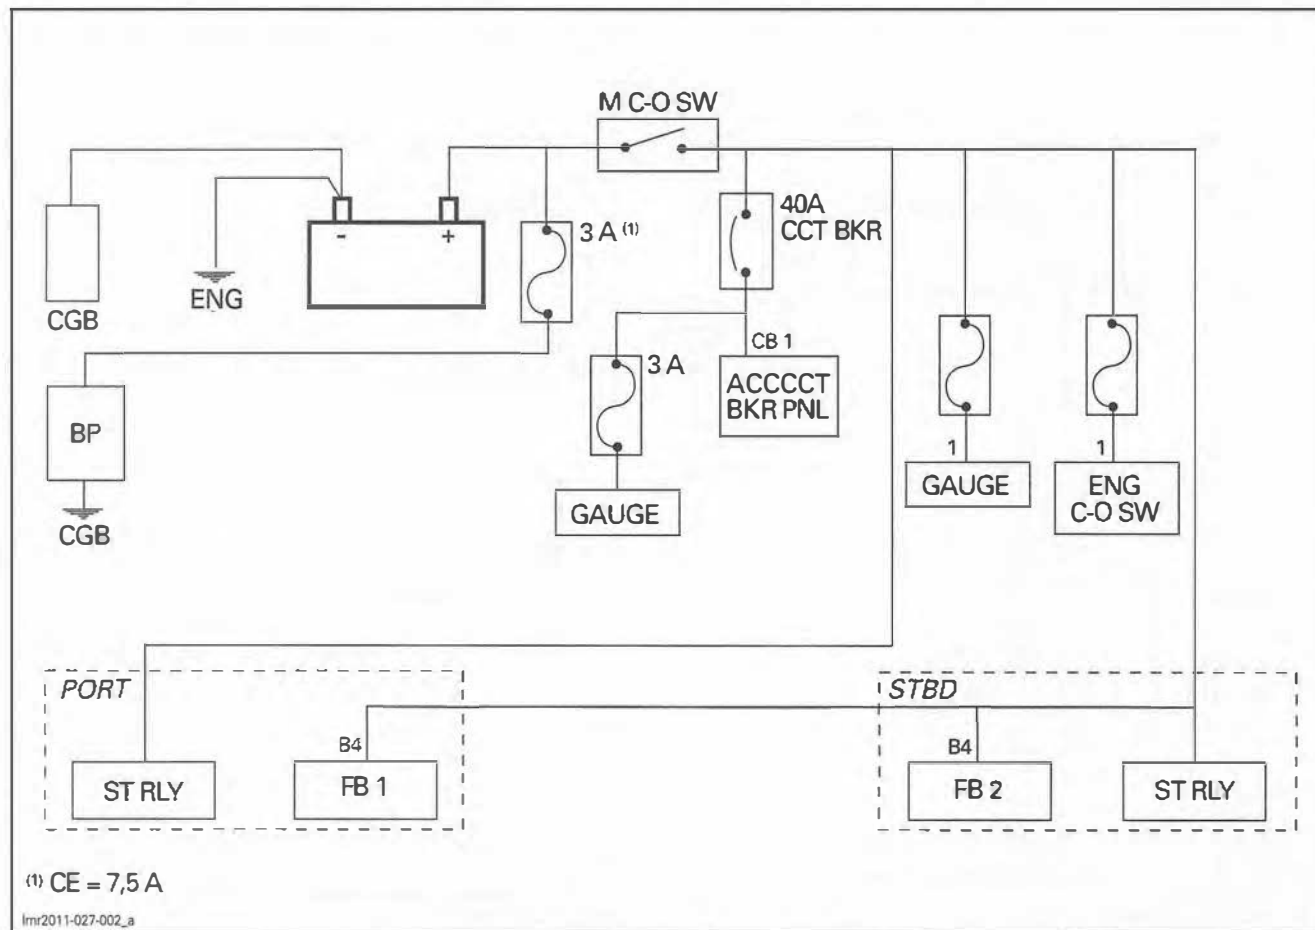 M C-O SW
40A
CCT BKR
3 A (1)
-
+
CGB
ENG
CB 1
3 A
ACCCCT
BKR PNL
BP
GAUGE
1
GAUGE
1
ENG
C-O SW
CGB
PORT
STBD
B4
B4
ST RLY
FB 1
FB 2
ST RLY
(1) CE = 7,5 A
lmr2011-027-002_a